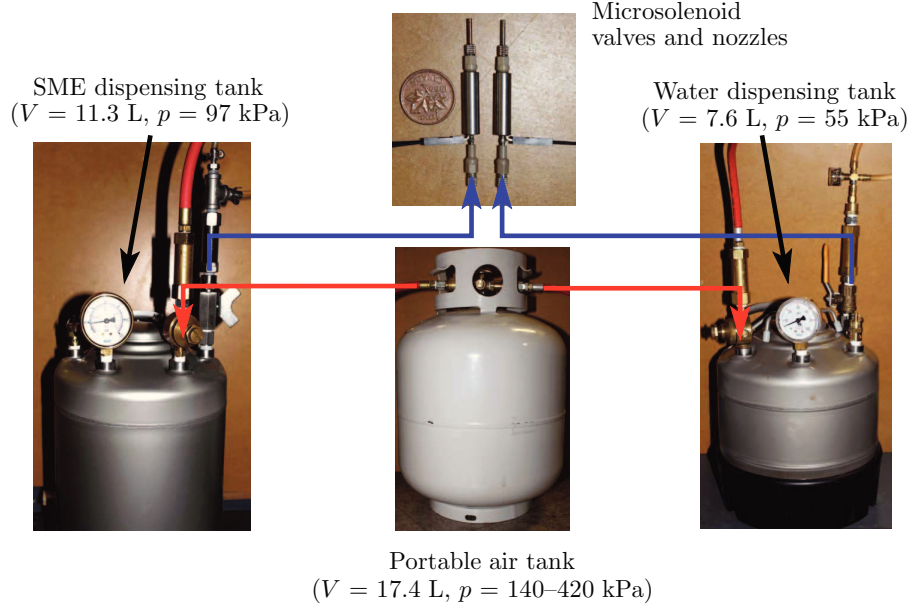 Microsolenoid
valves and nozzles
SME dispensing tank
(V = 11.3 L, p = 97 kPa)
Water dispensing tank
(V = 7.6 L, p = 55 kPa)
Portable air tank
(V = 17.4 L, p = 140–420 kPa)